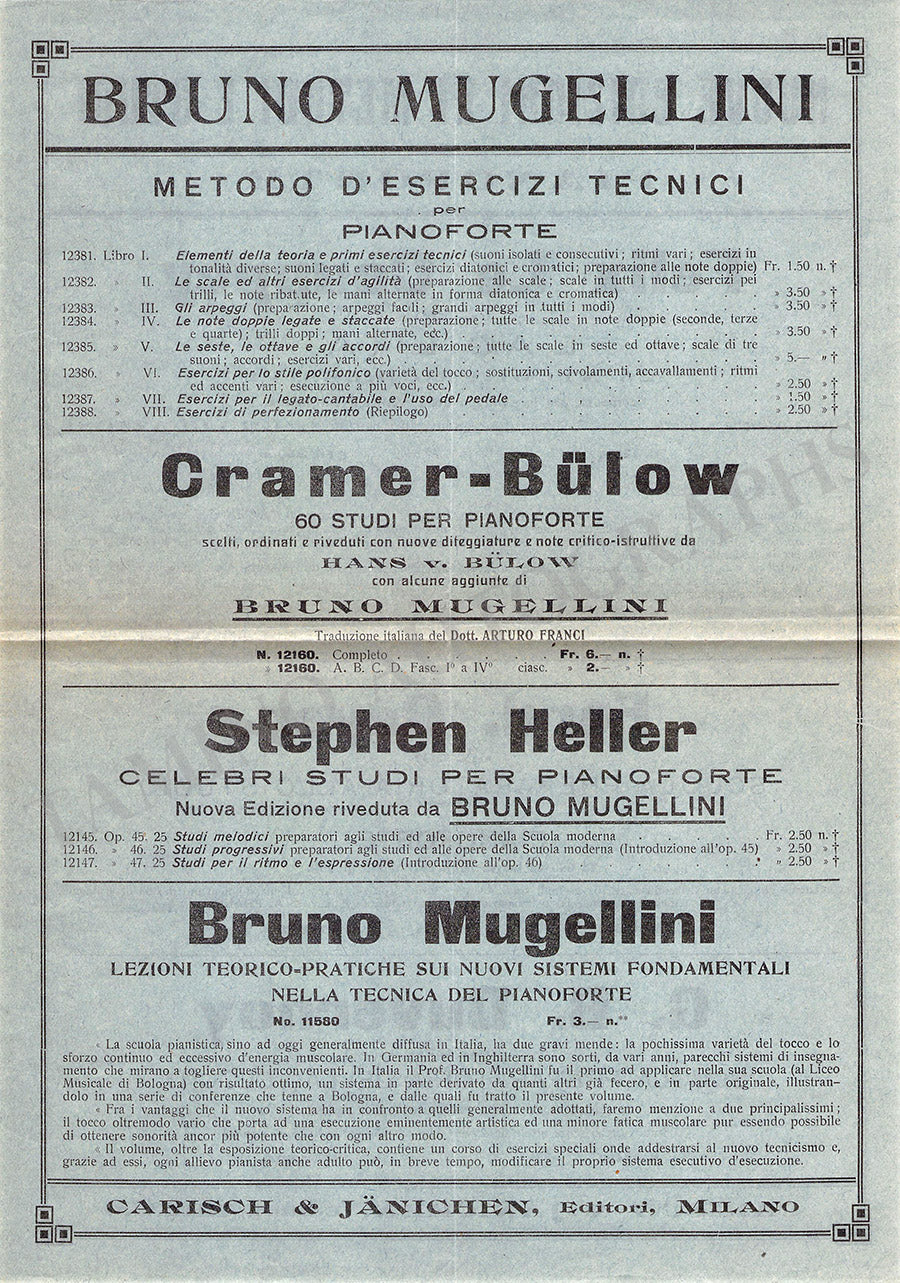 BRUNO MUGELLINI
METODO D'ESERCIZI TECNICI
per
PIANOFORTE
12381. Libro I. Elementi della teoria e primi esercizi tecnici (suoni isolati e consecutivi ; ritmi vari ; esercizi in
tonalità diverse; suoni legati e staccati ; esercizi diatonici e cromatici ; preparazione alle note doppie) Fr. 1.50 n. †
12382. » II. Le scale ed altri esercizi d'agilità (preparazione alle scale ; scale in tutti i modi ; esercizi pei
trilli, le note ribat.ute, le mani alternate in forma diatonica e cromatica) . . . . » 3.50 » †
12383. » III. Gli arpeggi (preparazione ; arpeggi facili ; grandi arpeggi in tutti i modi) . . . . » 3.50 » †
12384. » IV. Le note doppie legate e staccate (preparazione ; tutte le scale in note doppie (seconde, terze
e quarte) ; trilli doppi ; mani alternate, ecc.) . . . . » 3.50 » †
12385. » V. Le seste, le ottave e gli accordi (preparazione ; tutte le scale in seste ed ottave ; scale di tre
suoni ; accordi ; esercizi vari, ecc.) . . . . » 5.— » †
12386. » VI. Esercizi per lo stile polifonico (varietà del tocco ; sostituzioni, scivolamenti, accavallamenti ; ritmi
ed accenti vari ; esecuzione a più voci, ecc.) . . . . » 2.50 » †
12387. » VII. Esercizi per il legato-cantabile e l'uso del pedale . . . . » 1.50 » †
12388. » VIII. Esercizi di perfezionamento (Riepilogo) . . . . » 2.50 » †
Cramer-Bülow
60 STUDI PER PIANOFORTE
scelti, ordinati e riveduti con nuove diteggiature e note critico-istruttive da
HANS v. BÜLOW
con alcune aggiunte di
BRUNO MUGELLINI
Traduzione italiana del Dott. ARTURO FRANCI
N. 12160. Completo . . . . Fr. 6.— n. †
» 12160. A. B. C. D. Fasc. I° a IV° ciasc. » 2.— » †
Stephen Heller
CELEBRI STUDI PER PIANOFORTE
Nuova Edizione riveduta da BRUNO MUGELLINI
12145. Op. 45. 25 Studi melodici preparatori agli studi ed alle opere della Scuola moderna . . . . Fr. 2.50 n. †
12146. » 46. 25 Studi progressivi preparatori agli studi ed alle opere della Scuola moderna (Introduzione all'op. 45) » 2.50 » †
12147. » 47. 25 Studi per il ritmo e l'espressione (Introduzione all'op. 46) . . . . » 2.50 » †
Bruno Mugellini
LEZIONI TEORICO=PRATICHE SUI NUOVI SISTEMI FONDAMENTALI
NELLA TECNICA DEL PIANOFORTE
No. 11580 Fr. 3.— n.**
« La scuola pianistica, sino ad oggi generalmente diffusa in Italia, ha due gravi mende : la pochissima varietà del tocco e lo
sforzo continuo ed eccessivo d'energia muscolare. In Germania ed in Inghilterra sono sorti, da vari anni, parecchi sistemi di insegna-
mento che mirano a togliere questi inconvenienti. In Italia il Prof. Bruno Mugellini fu il primo ad applicare nella sua scuola (al Liceo
Musicale di Bologna) con risultato ottimo, un sistema in parte derivato da quanti altri già fecero, e in parte originale, illustran-
dolo in una serie di conferenze che tenne a Bologna, e dalle quali fu tratto il presente volume.
« Fra i vantaggi che il nuovo sistema ha in confronto a quelli generalmente adottati, faremo menzione a due principalissimi ;
il tocco oltremodo vario che porta ad una esecuzione eminentemente artistica ed una minore fatica muscolare pur essendo possibile
di ottenere sonorità ancor più potente che con ogni altro modo.
« Il volume, oltre la esposizione teorico-critica, contiene un corso di esercizi speciali onde addestrarsi al nuovo tecnicismo e,
grazie ad essi, ogni allievo pianista anche adulto può, in breve tempo, modificare il proprio sistema esecutivo d'esecuzione.
CARISCH & JÄNICHEN, Editori, MILANO